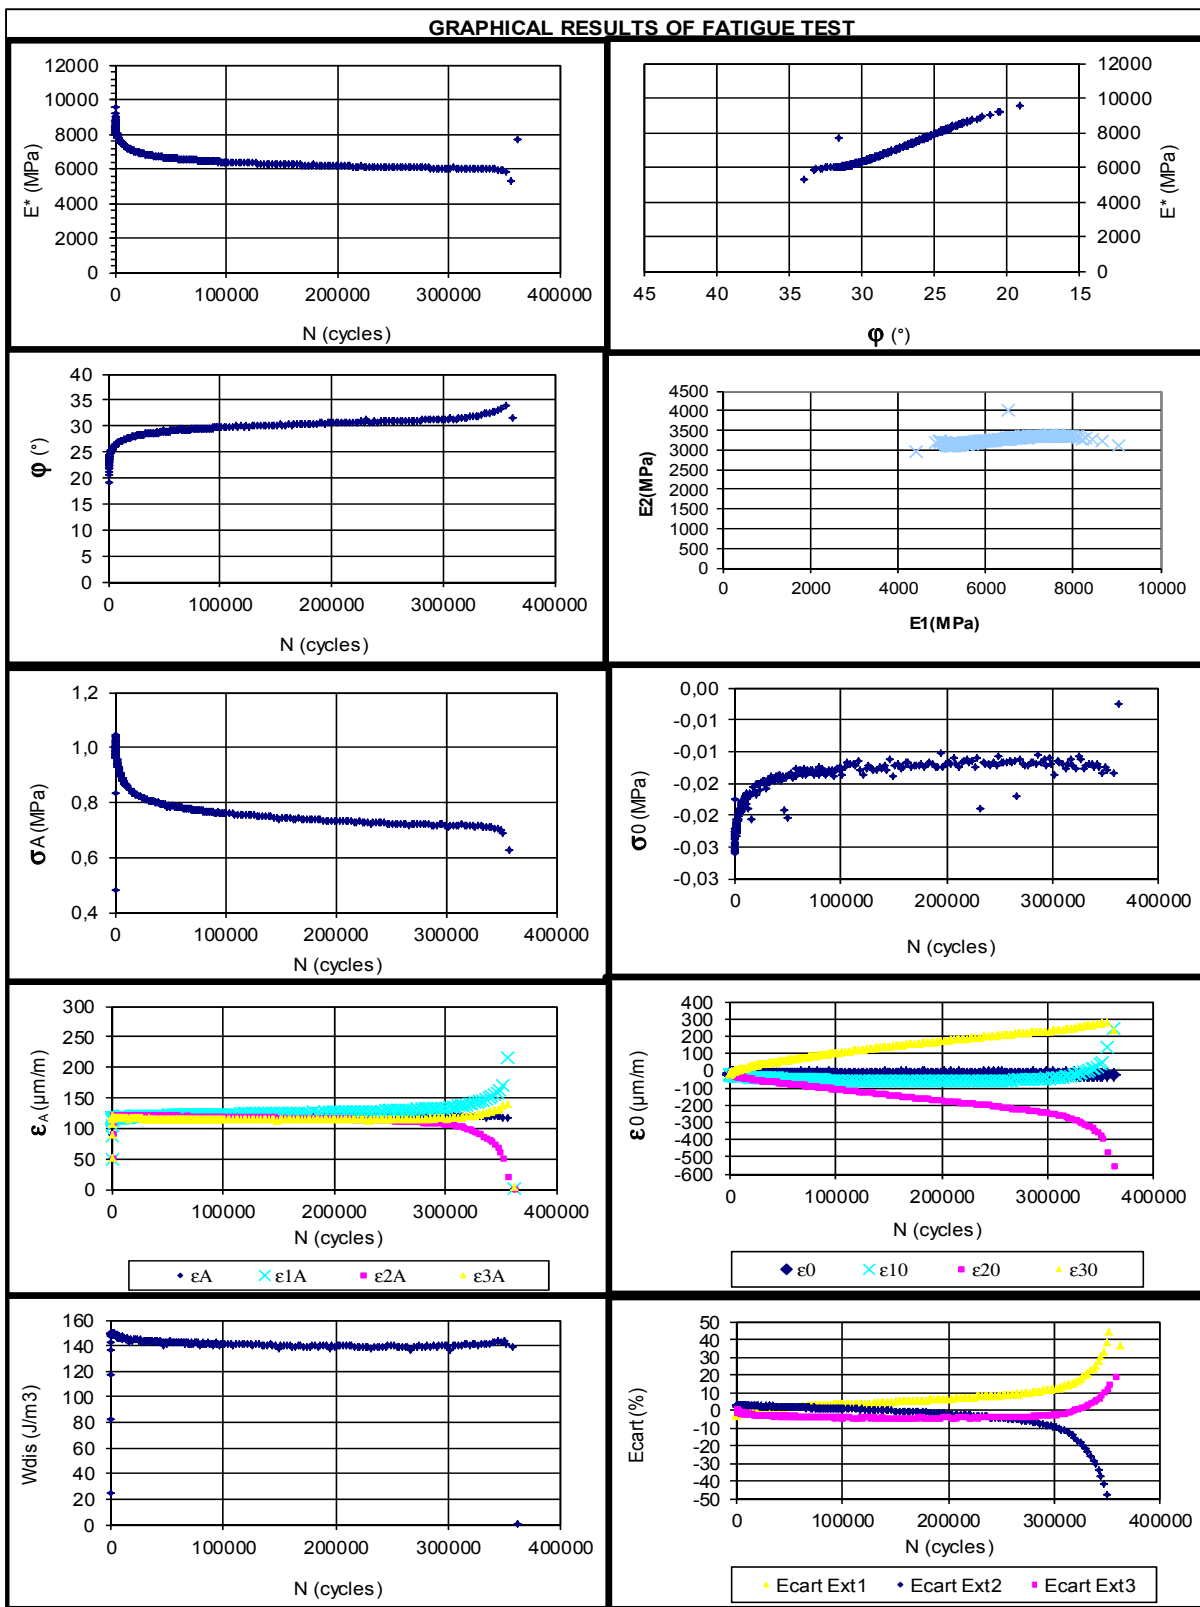 GRAPHICAL RESULTS OF FATIGUE TEST
12000
10000
8000
6000
4000
2000
0
E* (MPa)
0 100000 200000 300000 400000
N (cycles)
12000
10000
8000
6000
4000
2000
0
E* (MPa)
45 40 35 30 25 20 15
φ (°)
40
35
30
25
20
15
10
5
0
φ (°)
0 100000 200000 300000 400000
N (cycles)
4500
4000
3500
3000
2500
2000
1500
1000
500
0
E2(MPa)
0 2000 4000 6000 8000 10000
E1(MPa)
1,2
1,0
0,8
0,6
0,4
σA (MPa)
0 100000 200000 300000 400000
N (cycles)
0,00
-0,01
-0,01
-0,02
-0,02
-0,03
-0,03
σ0 (MPa)
0 100000 200000 300000 400000
N (cycles)
300
250
200
150
100
50
0
εA (µm/m)
0 100000 200000 300000 400000
N (cycles)
εA ε1A ε2A ε3A
400
300
200
100
0
-100
-200
-300
-400
-500
-600
ε0 (µm/m)
0 100000 200000 300000 400000
N (cycles)
ε0 ε10 ε20 ε30
160
140
120
100
80
60
40
20
0
Wdis (J/m3)
0 100000 200000 300000 400000
N (cycles)
50
40
30
20
10
0
-10
-20
-30
-40
-50
Ecart (%)
0 100000 200000 300000 400000
N (cycles)
Ecart Ext1 Ecart Ext2 Ecart Ext3